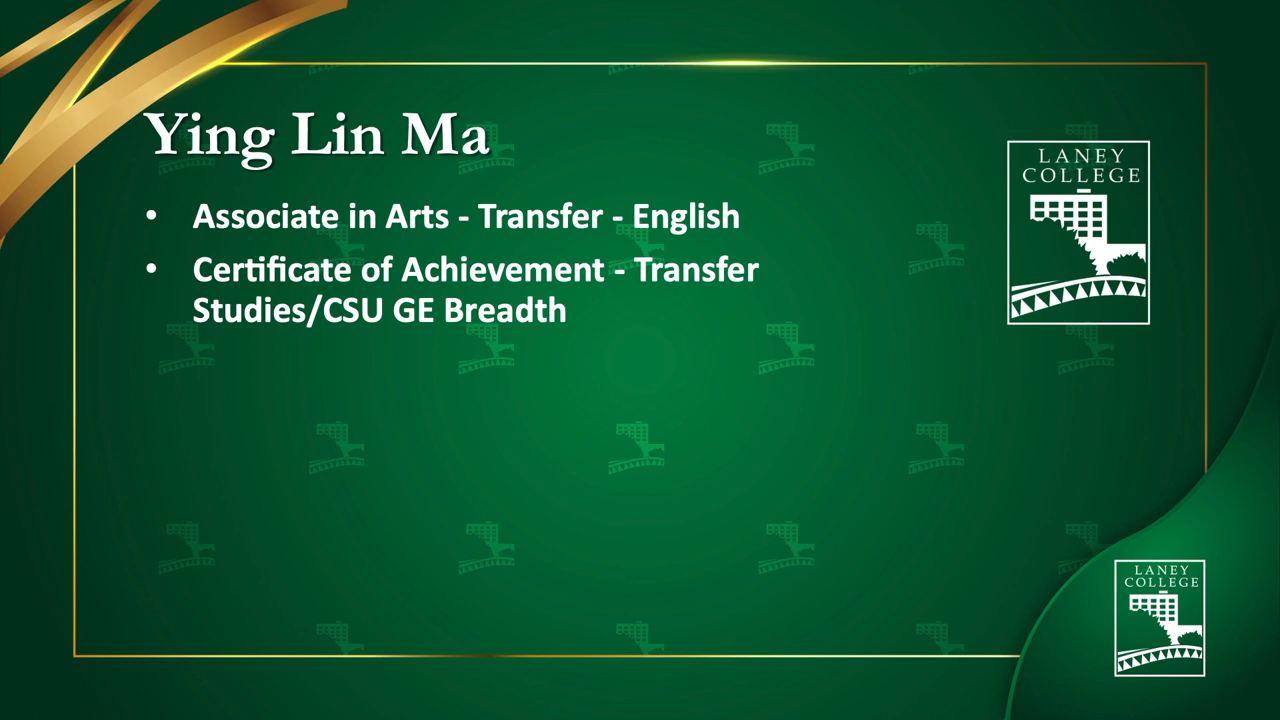 Ying Lin Ma
• Associate in Arts - Transfer - English
• Certificate of Achievement - Transfer
Studies/CSU GE Breadth
LANEY
COLLEGE
LANEY
COLLEGE